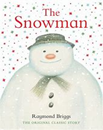 The
Snowman
Raymond Briggs
THE ORIGINAL CLASSIC STORY